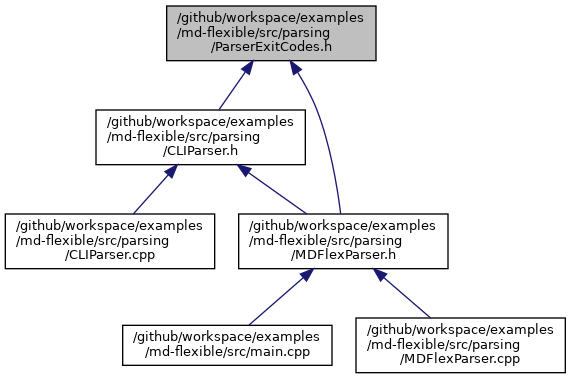 /github/workspace/examples
/md-flexible/src/parsing
/ParserExitCodes.h
/github/workspace/examples
/md-flexible/src/parsing
/CLIParser.h
/github/workspace/examples
/md-flexible/src/parsing
/CLIParser.cpp
/github/workspace/examples
/md-flexible/src/parsing
/MDFlexParser.h
/github/workspace/examples
/md-flexible/src/main.cpp
/github/workspace/examples
/md-flexible/src/parsing
/MDFlexParser.cpp